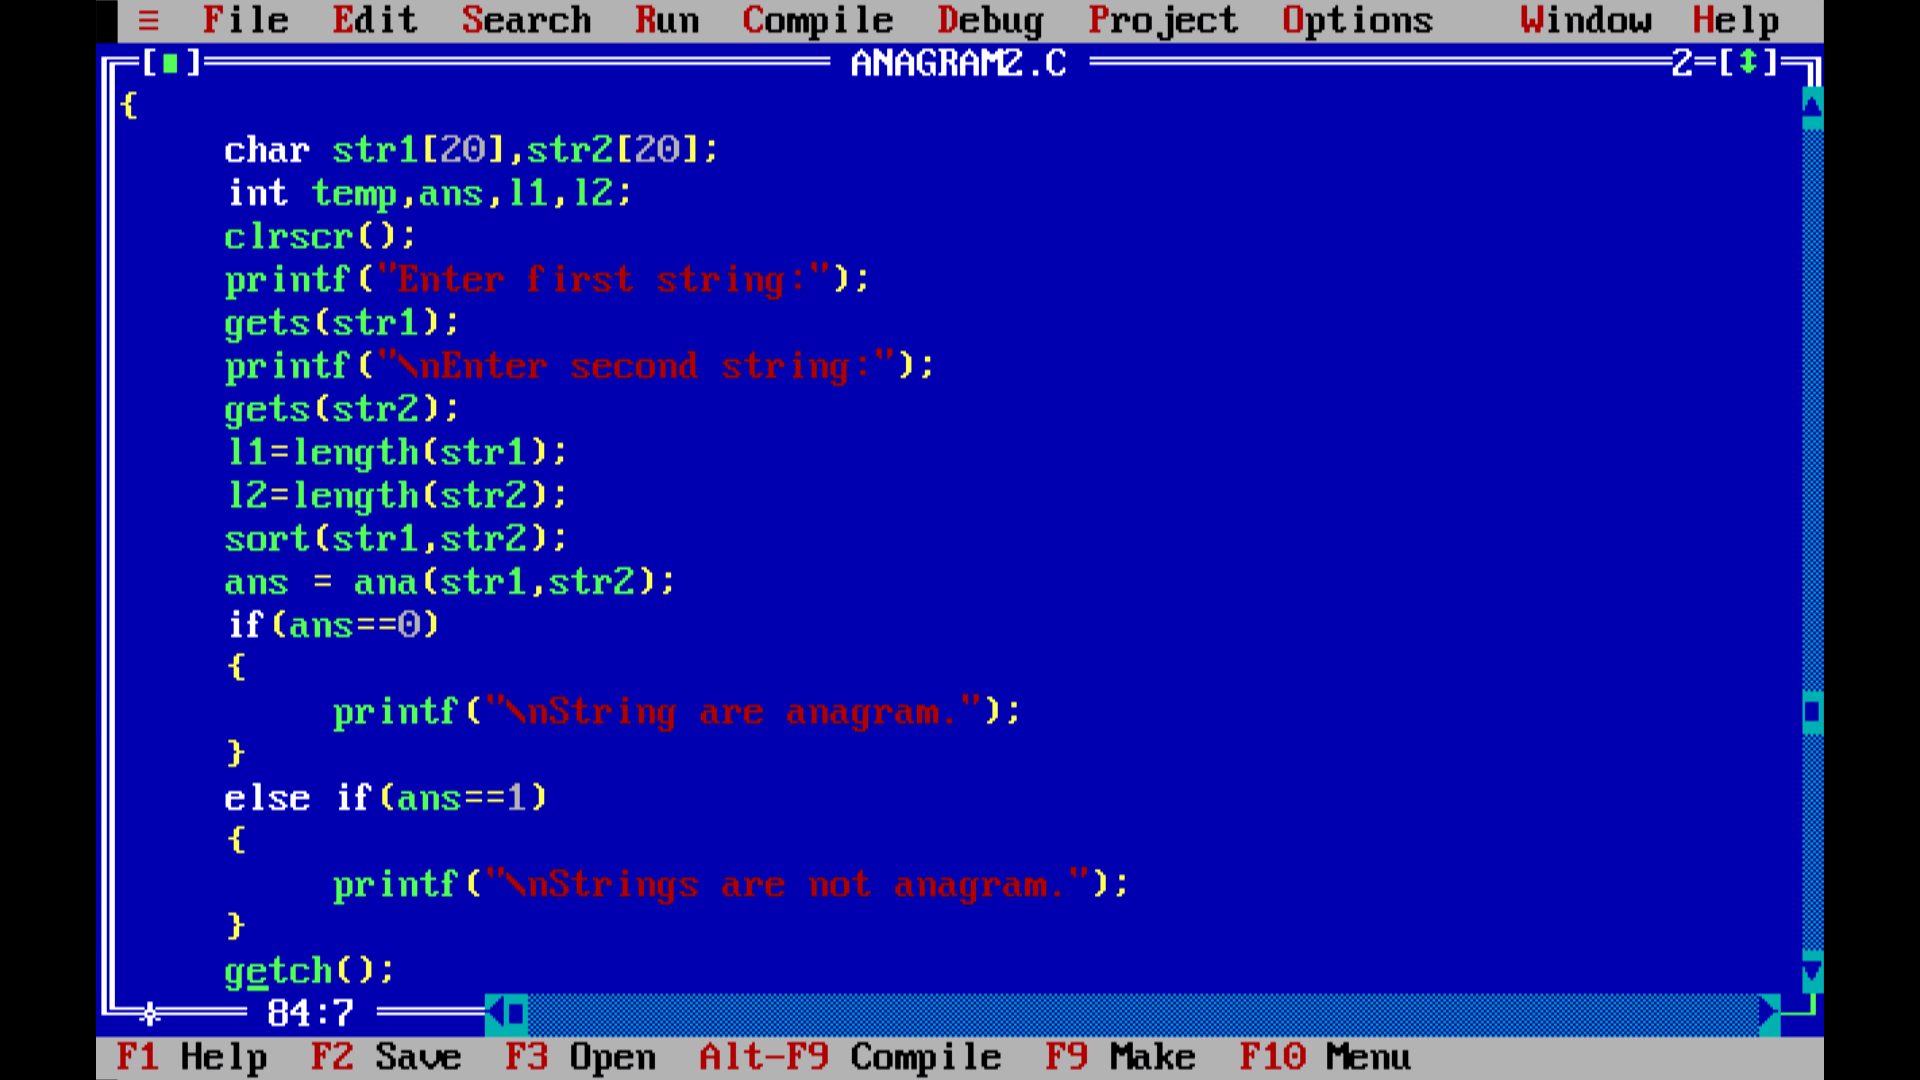 ≡ File Edit Search Run Compile Debug Project Options Window Help
[■] ANAGRAM2.C 2=[↕]
{
char str1[20],str2[20];
int temp,ans,l1,l2;
clrscr();
printf("Enter first string:");
gets(str1);
printf("\nEnter second string:");
gets(str2);
l1=length(str1);
l2=length(str2);
sort(str1,str2);
ans = ana(str1,str2);
if(ans==0)
{
printf("\nString are anagram.");
}
else if(ans==1)
{
printf("\nStrings are not anagram.");
}
getch();
84:7
F1 Help F2 Save F3 Open Alt-F9 Compile F9 Make F10 Menu